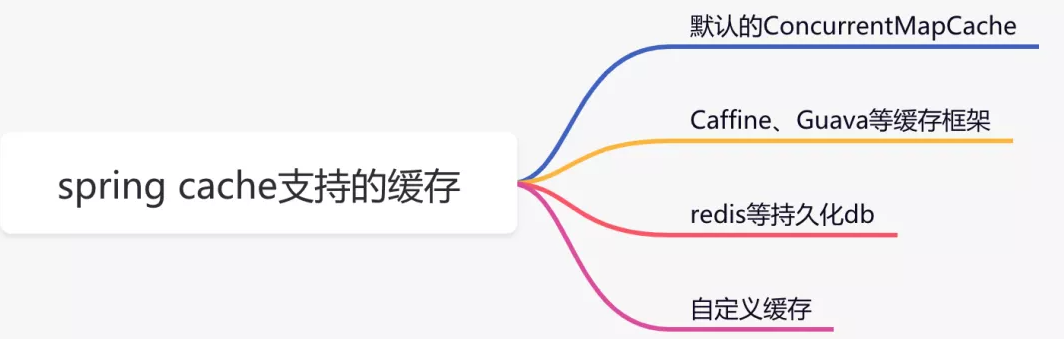 spring cache支持的缓存
默认的ConcurrentMapCache
Caffine、Guava等缓存框架
redis等持久化db
自定义缓存